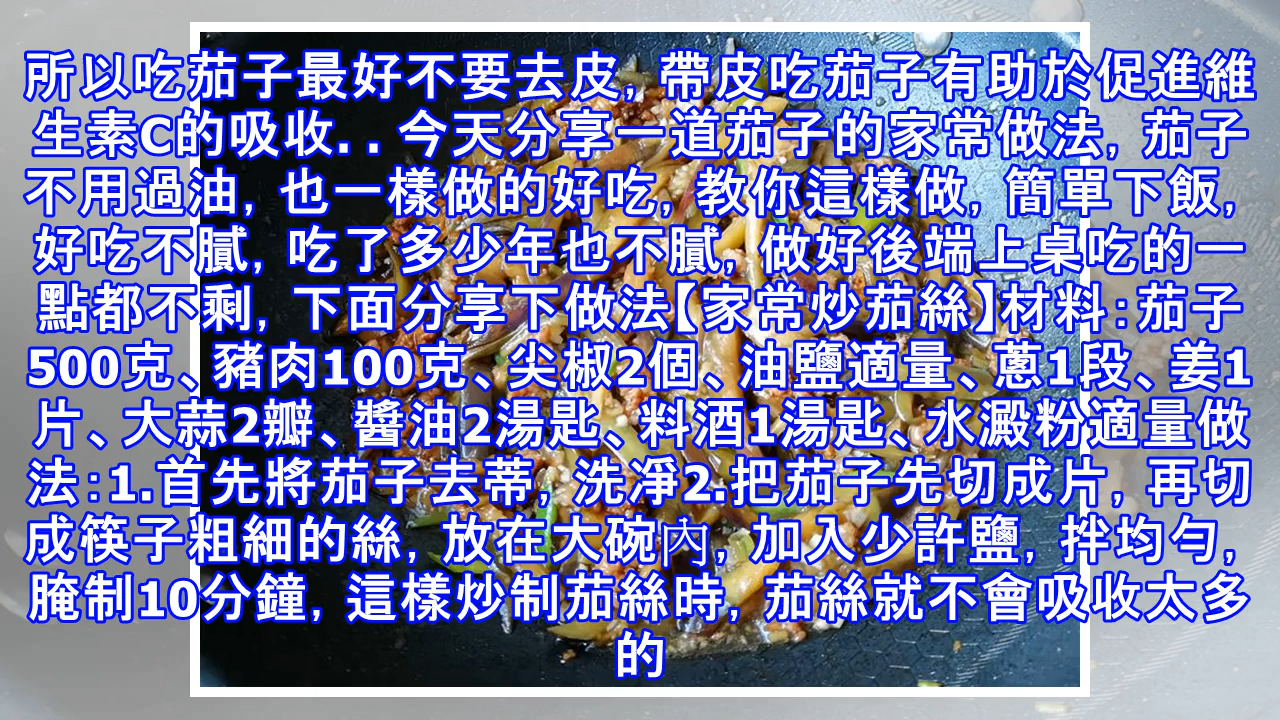 所以吃茄子最好不要去皮, 帶皮吃茄子有助於促進維
生素C的吸收. . 今天分享一道茄子的家常做法, 茄子
不用過油, 也一樣做的好吃, 教你這樣做, 簡單下飯,
好吃不膩, 吃了多少年也不膩, 做好後端上桌吃的一
點都不剩, 下面分享下做法【家常炒茄絲】材料:茄子
500克、豬肉100克、尖椒2個、油鹽適量、蔥1段、姜1
片、大蒜2瓣、醬油2湯匙、料酒1湯匙、水澱粉適量做
法:1.首先將茄子去蒂, 洗凈2.把茄子先切成片, 再切
成筷子粗細的絲, 放在大碗內, 加入少許鹽, 拌均勻,
腌制10分鐘, 這樣炒制茄絲時, 茄絲就不會吸收太多
的